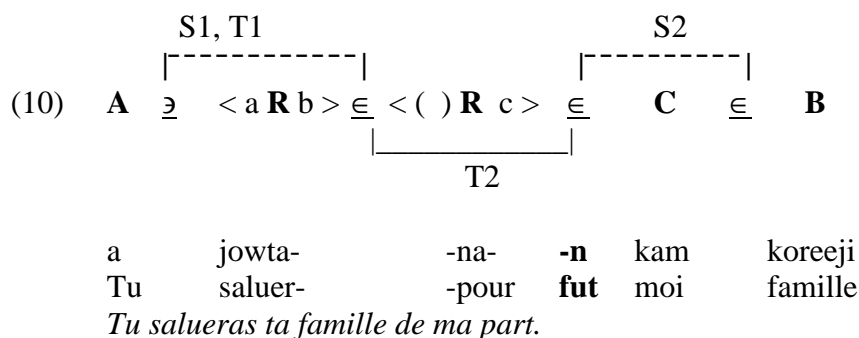 S1, T1 S2
(10) A ∋ < a R b > ∈ < ( ) R c > ∈ C ∈ B
T2
a jowta- -na- -n kam koreeji
Tu saluer- -pour fut moi famille
Tu salueras ta famille de ma part.